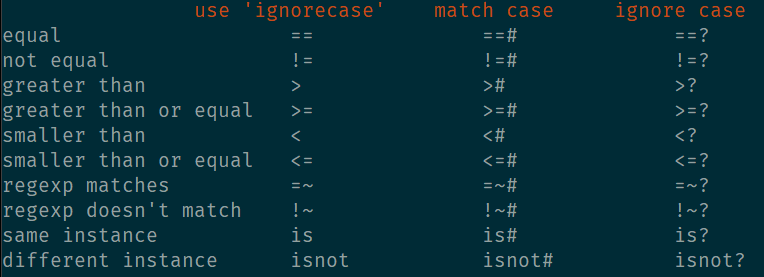 use 'ignorecase' match case ignore case
equal == ==# ==?
not equal != !=# !=?
greater than > ># >?
greater than or equal >= >=# >=?
smaller than < <# <?
smaller than or equal <= <=# <=?
regexp matches =~ =~# =~?
regexp doesn't match !~ !~# !~?
same instance is is# is?
different instance isnot isnot# isnot?